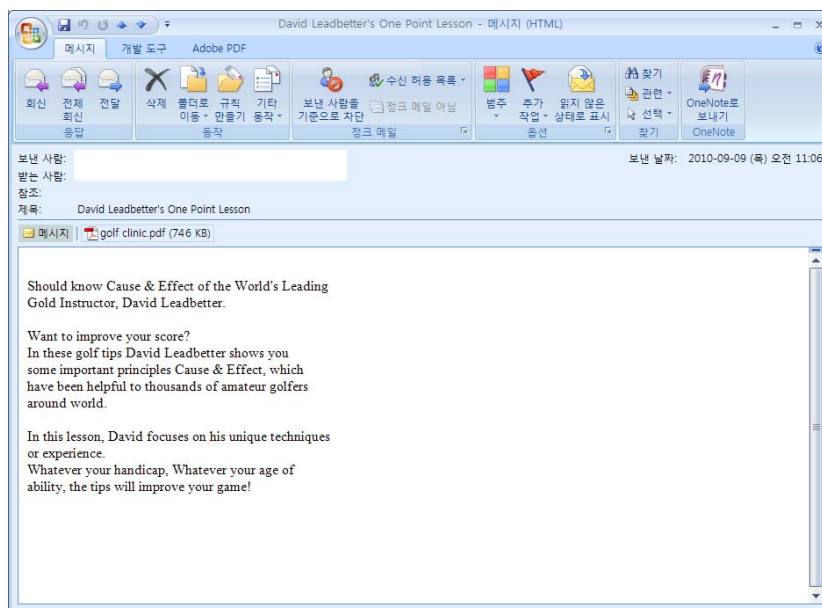 David Leadbetter's One Point Lesson - 메시지 (HTML)
메시지 개발 도구 Adobe PDF
회신 전체 회신 전달 삭제 폴더로 이동 규칙 만들기 기타 동작 보낸 사람을 기준으로 차단 수신 허용 목록 정크 메일 아님 범주 추가 작업 읽지 않은 상태로 표시 찾기 관련 선택 OneNote로 보내기
응답 동작 정크 메일 옵션 찾기 OneNote
보낸 사람: 보낸 날짜: 2010-09-09 (목) 오전 11:06
받는 사람:
참조:
제목: David Leadbetter's One Point Lesson
메시지 golf clinic.pdf (746 KB)
Should know Cause & Effect of the World's Leading
Gold Instructor, David Leadbetter.
Want to improve your score?
In these golf tips David Leadbetter shows you
some important principles Cause & Effect, which
have been helpful to thousands of amateur golfers
around world.
In this lesson, David focuses on his unique techniques
or experience.
Whatever your handicap, Whatever your age of
ability, the tips will improve your game!